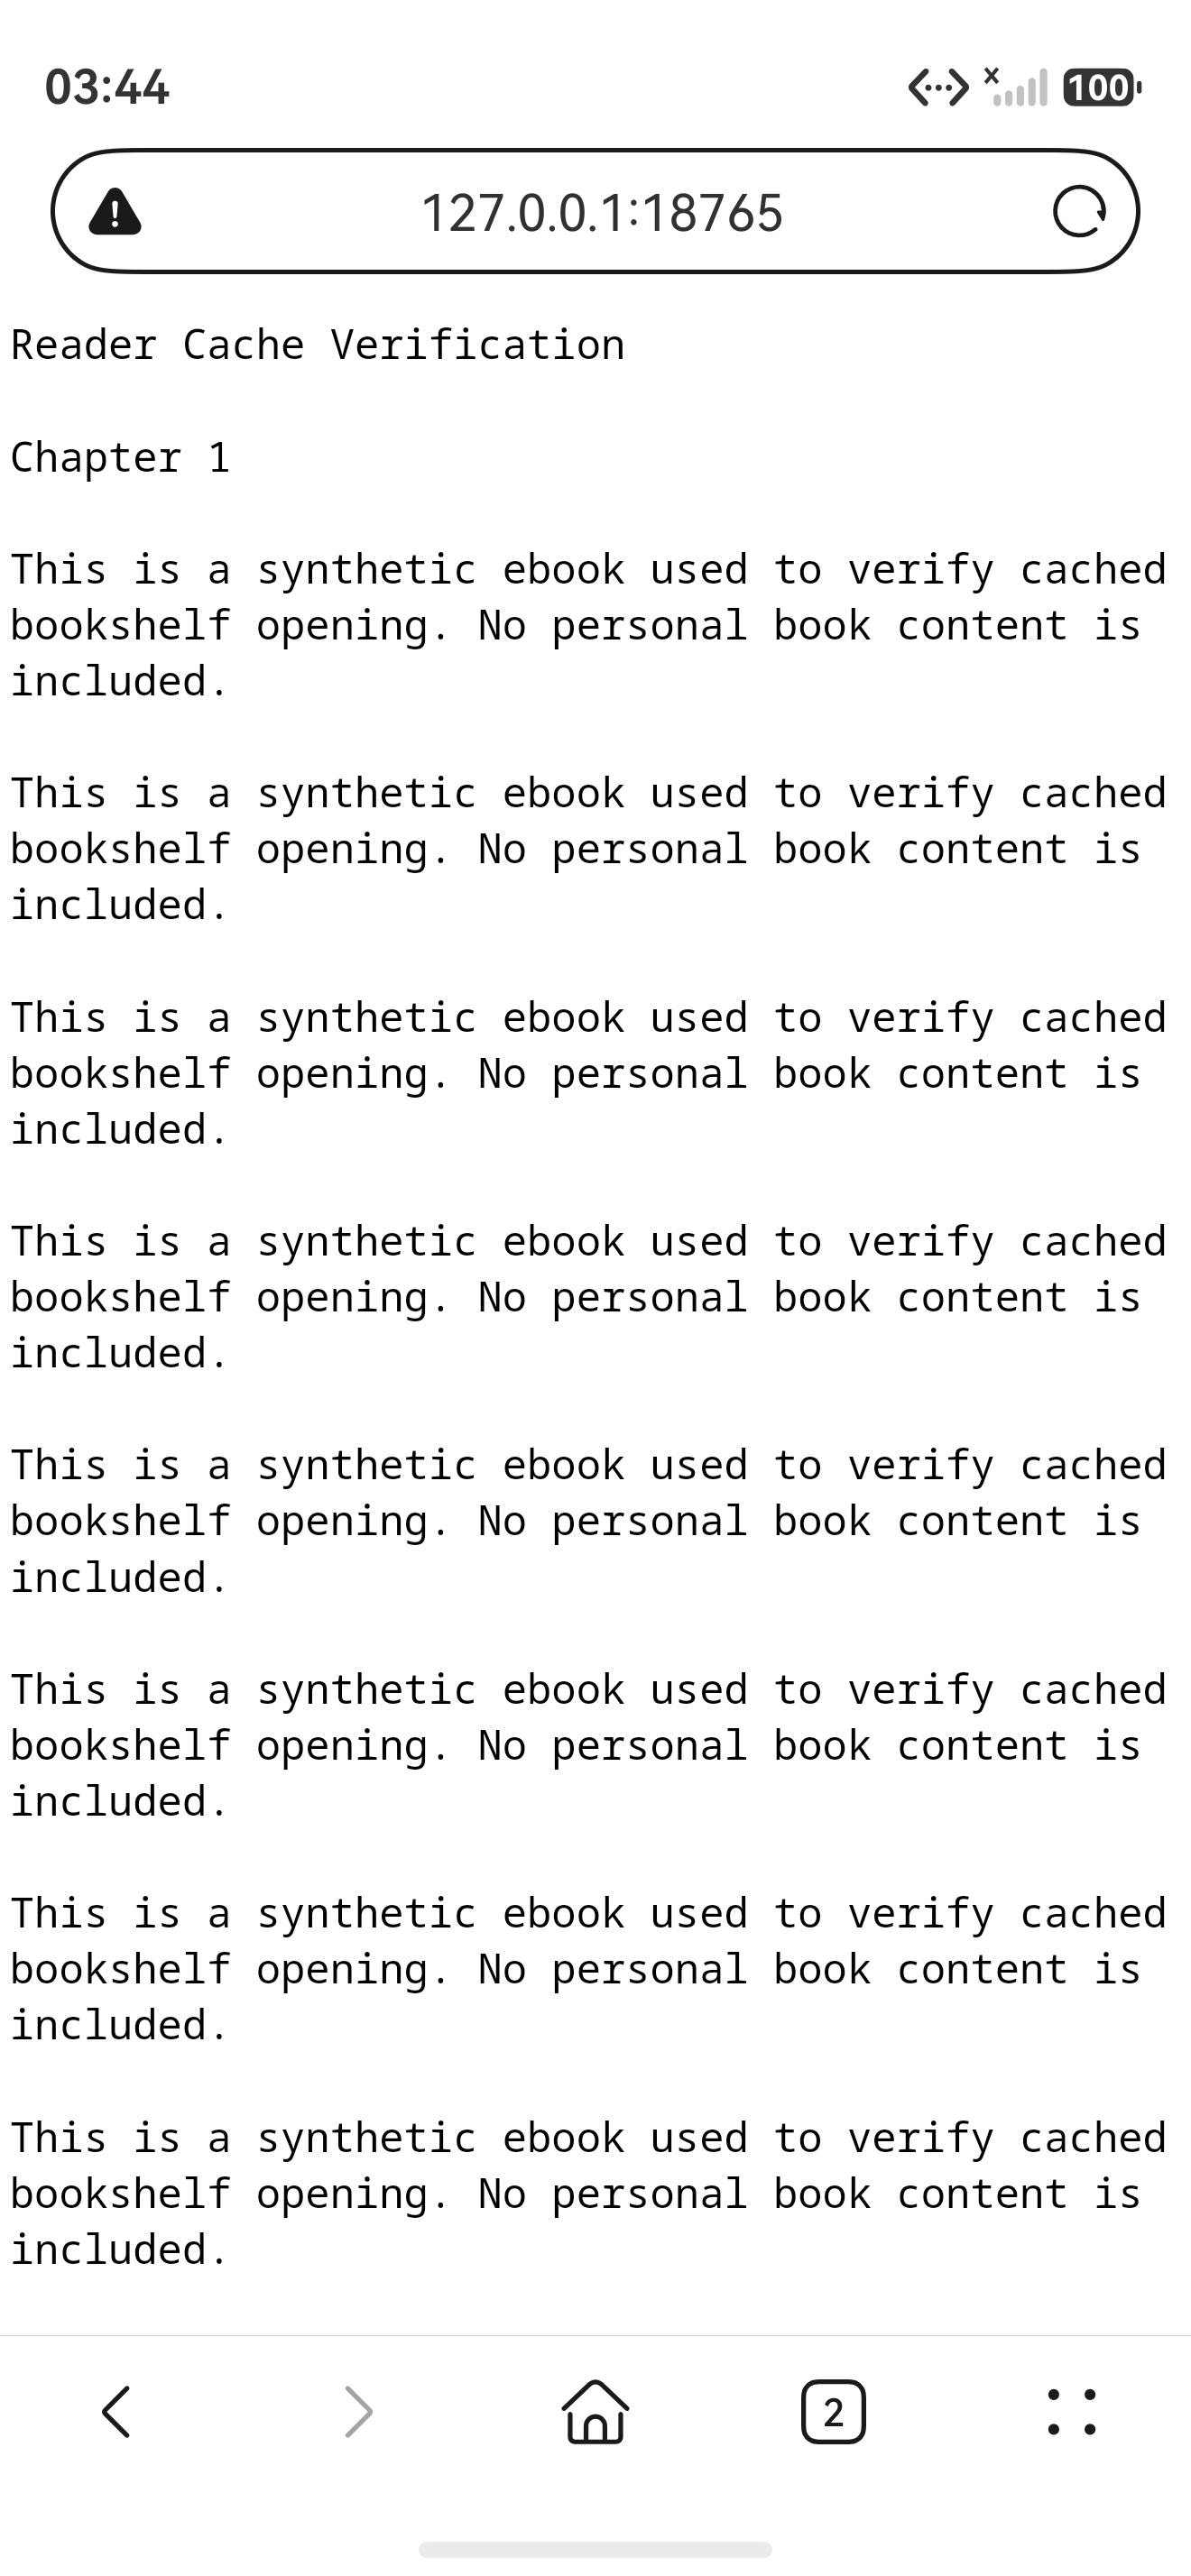 03:44
100
127.0.0.1:18765
Reader Cache Verification
Chapter 1
This is a synthetic ebook used to verify cached
bookshelf opening. No personal book content is
included.
This is a synthetic ebook used to verify cached
bookshelf opening. No personal book content is
included.
This is a synthetic ebook used to verify cached
bookshelf opening. No personal book content is
included.
This is a synthetic ebook used to verify cached
bookshelf opening. No personal book content is
included.
This is a synthetic ebook used to verify cached
bookshelf opening. No personal book content is
included.
This is a synthetic ebook used to verify cached
bookshelf opening. No personal book content is
included.
This is a synthetic ebook used to verify cached
bookshelf opening. No personal book content is
included.
This is a synthetic ebook used to verify cached
bookshelf opening. No personal book content is
included.
2